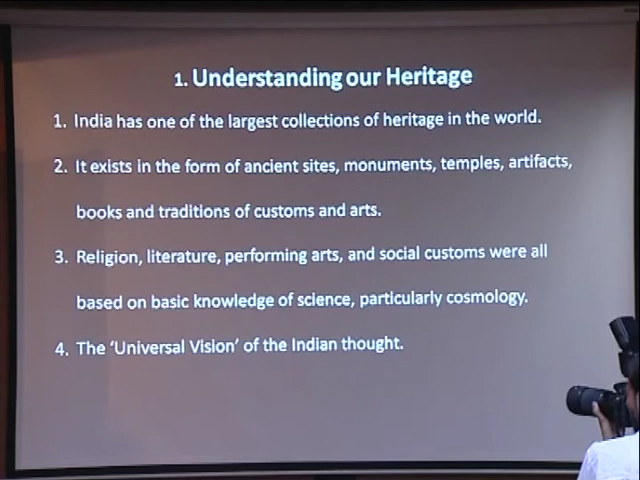 1. Understanding our Heritage
1. India has one of the largest collections of heritage in the world.
2. It exists in the form of ancient sites, monuments, temples, artifacts,
books and traditions of customs and arts.
3. Religion, literature, performing arts, and social customs were all
based on basic knowledge of science, particularly cosmology.
4. The ‘Universal Vision’ of the Indian thought.